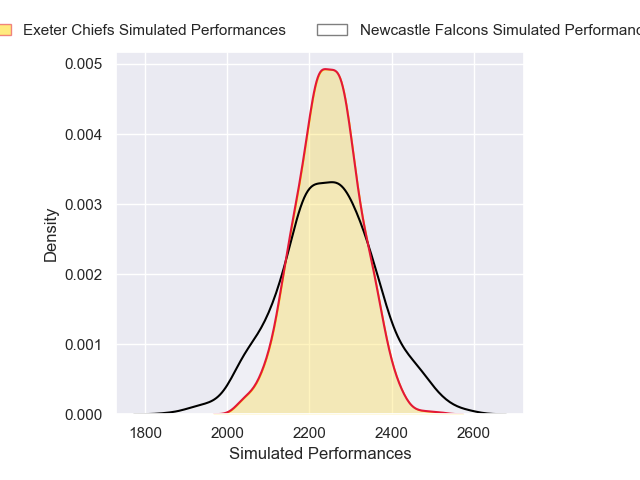 Exeter Chiefs Simulated Performances
Newcastle Falcons Simulated
0.005
0.004
0.003
0.002
0.001
0.000
Density
1800 2000 2200 2400 2600
Simulated Performances